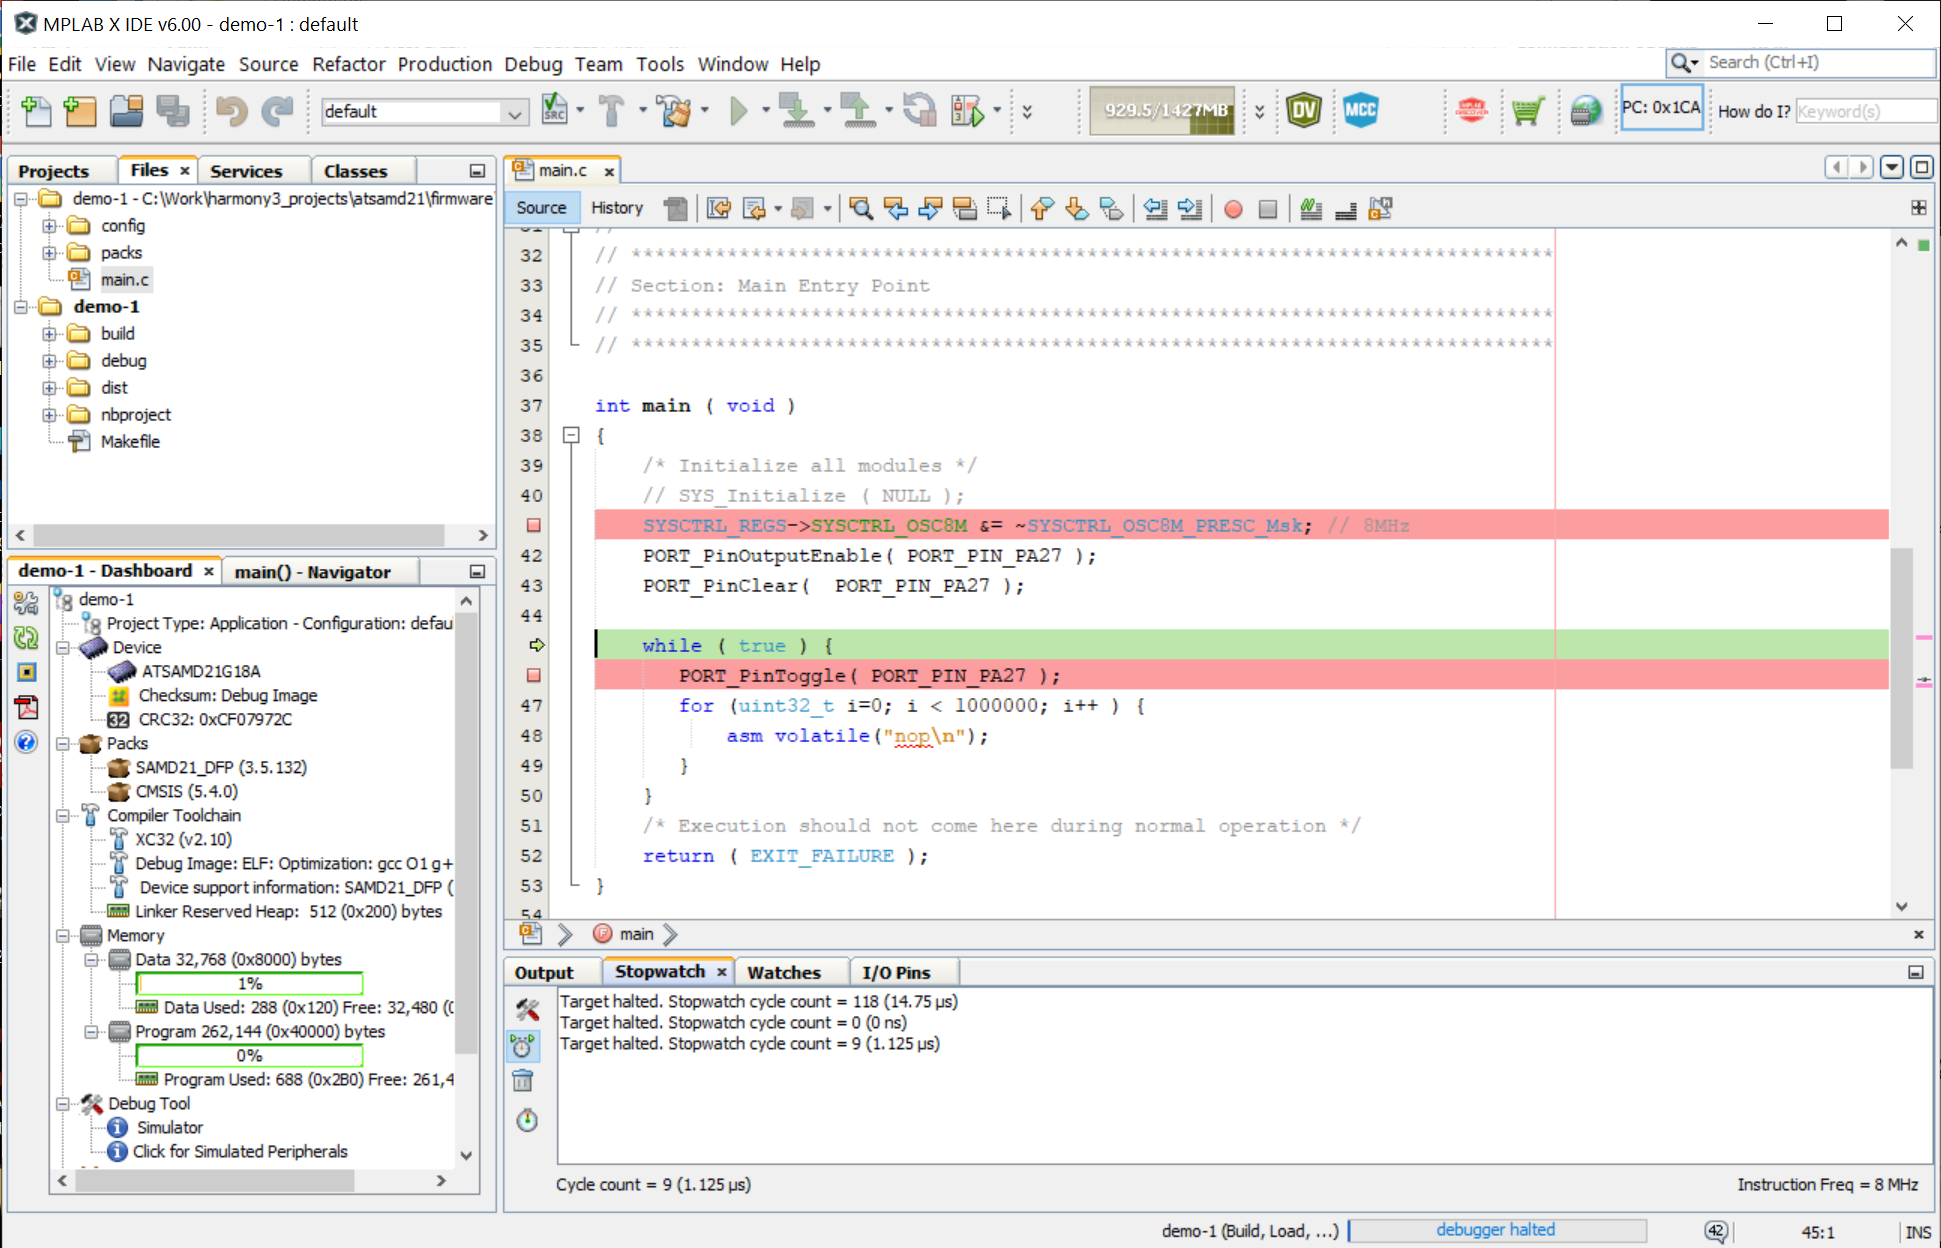 MPLAB X IDE v6.00 - demo-1 : default
File Edit View Navigate Source Refactor Production Debug Team Tools Window Help
Search (Ctrl+I)
default
SRC
929.5/1427MB
DV
MCC
PC: 0x1CA
How do I?
Keyword(s)
Projects
Files
Services
Classes
demo-1 - C:\Work\harmony3_projects\atsamd21\firmware
config
packs
main.c
demo-1
build
debug
dist
nbproject
Makefile
demo-1 - Dashboard
main() - Navigator
demo-1
Project Type: Application - Configuration: defau
Device
ATSAMD21G18A
Checksum: Debug Image
32 CRC32: 0xCF07972C
Packs
SAMD21_DFP (3.5.132)
CMSIS (5.4.0)
Compiler Toolchain
XC32 (v2.10)
Debug Image: ELF: Optimization: gcc O1 g+
Device support information: SAMD21_DFP (
Linker Reserved Heap: 512 (0x200) bytes
Memory
Data 32,768 (0x8000) bytes
1%
Data Used: 288 (0x120) Free: 32,480 (0
Program 262,144 (0x40000) bytes
0%
Program Used: 688 (0x2B0) Free: 261,4
Debug Tool
Simulator
Click for Simulated Peripherals
main.c
Source
History
31 //
32 // *****************************************************************************
33 // Section: Main Entry Point
34 // *****************************************************************************
35 // *****************************************************************************
36
37 int main ( void )
38 {
39 /* Initialize all modules */
40 // SYS_Initialize ( NULL );
SYSCTRL_REGS->SYSCTRL_OSC8M &= ~SYSCTRL_OSC8M_PRESC_Msk; // 8MHz
42 PORT_PinOutputEnable( PORT_PIN_PA27 );
43 PORT_PinClear(  PORT_PIN_PA27 );
44
while ( true ) {
PORT_PinToggle( PORT_PIN_PA27 );
47 for (uint32_t i=0; i < 1000000; i++ ) {
48 asm volatile("nop\n");
49 }
50 }
51 /* Execution should not come here during normal operation */
52 return ( EXIT_FAILURE );
53 }
54
main
Output
Stopwatch
Watches
I/O Pins
Target halted. Stopwatch cycle count = 118 (14.75 µs)
Target halted. Stopwatch cycle count = 0 (0 ns)
Target halted. Stopwatch cycle count = 9 (1.125 µs)
Cycle count = 9 (1.125 µs)
Instruction Freq = 8 MHz
demo-1 (Build, Load, ...)
debugger halted
42
45:1
INS